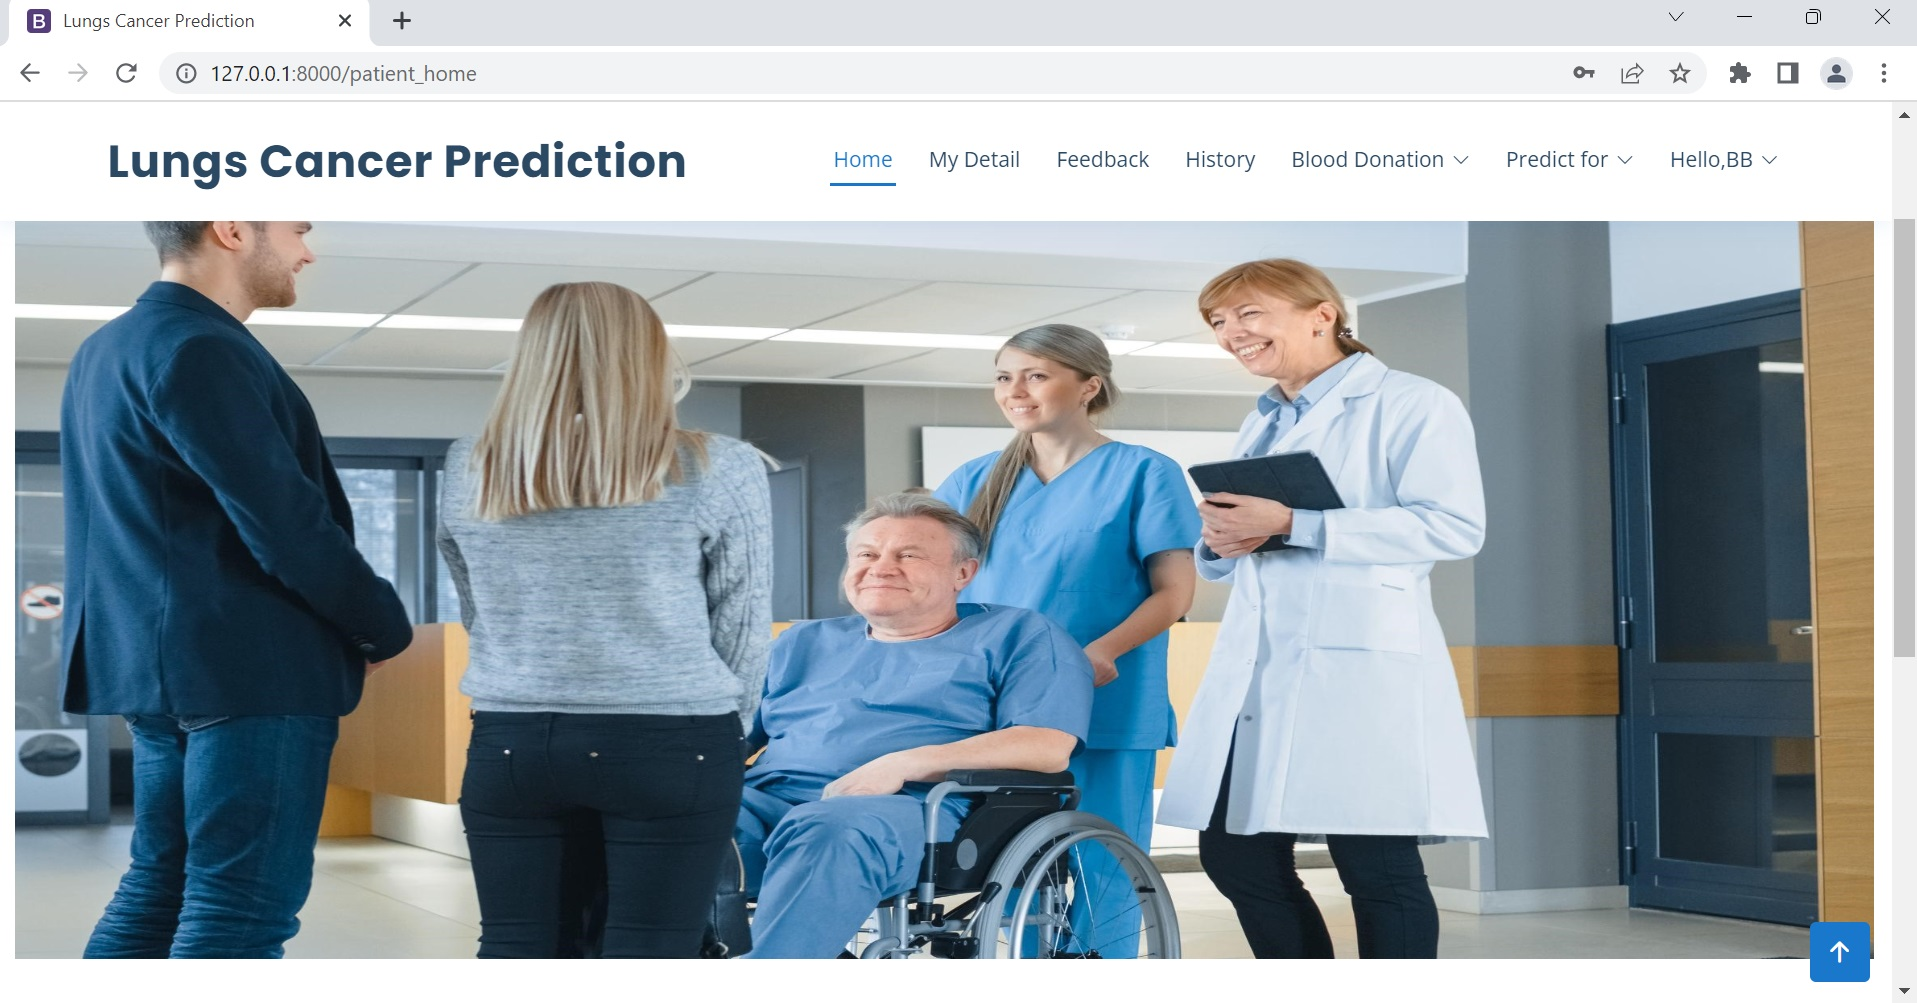 B Lungs Cancer Prediction
127.0.0.1:8000/patient_home
Lungs Cancer Prediction
Home My Detail Feedback History Blood Donation Predict for Hello,BB